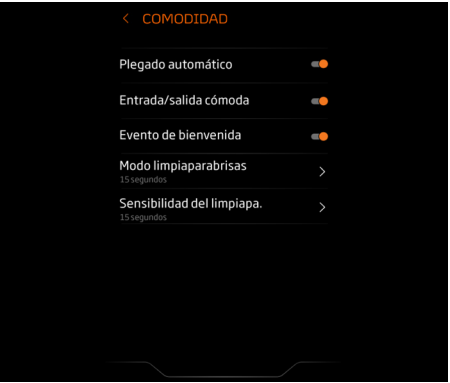 COMODIDAD
Plegado automático
Entrada/salida cómoda
Evento de bienvenida
Modo limpiaparabrisas
15 segundos
Sensibilidad del limpiapa.
15 segundos